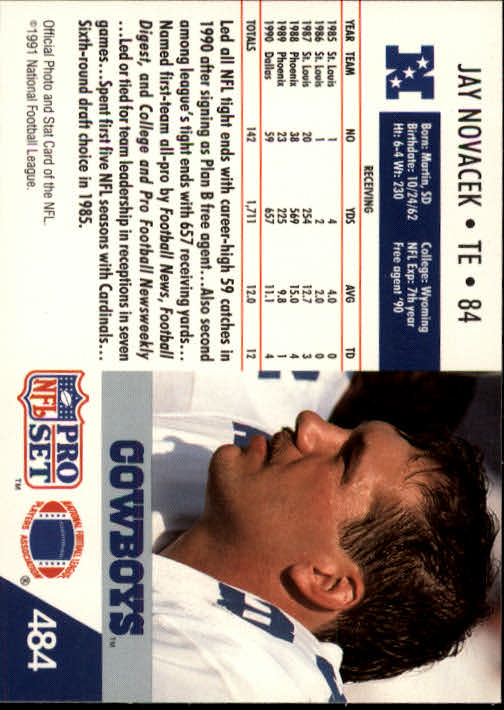 JAY NOVACEK • TE • 84
N
Born: Martin, SD
Birthdate: 10/24/62
Ht: 6-4 Wt: 230
College: Wyoming
NFL Exp: 7th year
Free agent '90
RECEIVING
YEAR TEAM NO YDS AVG TD
1985 St. Louis 1 4 4.0 0
1986 St. Louis 1 2 2.0 0
1987 St. Louis 20 254 12.7 3
1988 Phoenix 38 569 15.0 4
1989 Phoenix 23 225 9.8 1
1990 Dallas 59 657 11.1 4
TOTALS 142 1,711 12.0 12
Led all NFL tight ends with career-high 59 catches in
1990 after signing as Plan B free agent...Also second
among league's tight ends with 657 receiving yards...
Named first-team all-pro by Football News, Football
Digest, and College and Pro Football Newsweekly
...Led or tied for team leadership in receptions in seven
games...Spent first five NFL seasons with Cardinals...
Sixth-round draft choice in 1985.
Official Photo and Stat Card of the NFL.
©1991 National Football League.
COWBOYS™
NFL
PRO
SET
™
NATIONAL FOOTBALL LEAGUE
PLAYERS ASSOCIATION
®
484